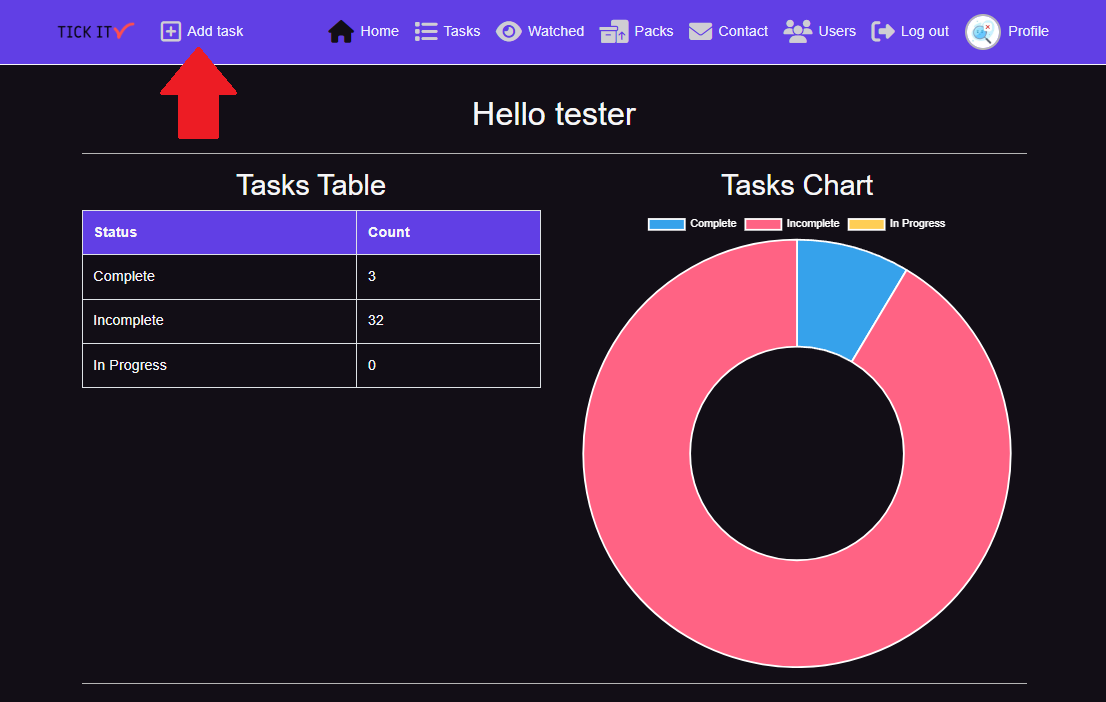 TICK IT Add task Home Tasks Watched Packs Contact Users Log out Profile
Hello tester
Tasks Table
Status Count
Complete 3
Incomplete 32
In Progress 0
Tasks Chart
Complete Incomplete In Progress